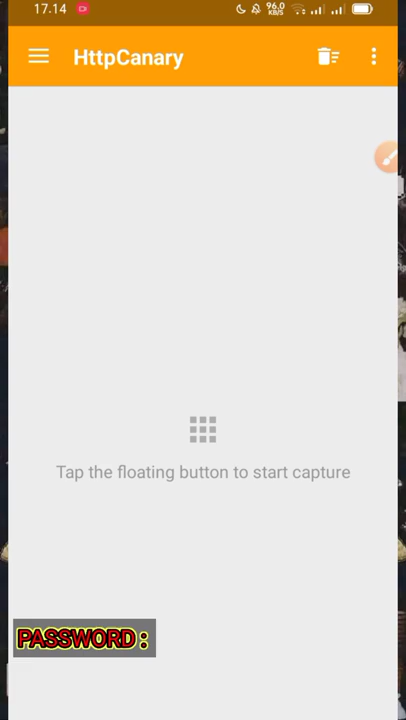 17.14
96.0
KB/S
HttpCanary
Tap the floating button to start capture
PASSWORD :